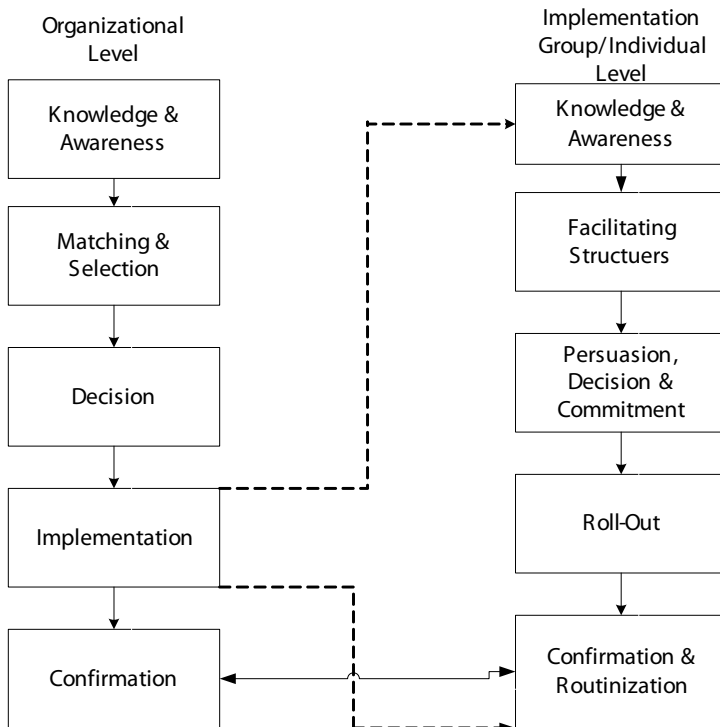 Organizational
Level
Knowledge &
Awareness
Matching &
Selection
Decision
Implementation
Confirmation
Implementation
Group/Individual
Level
Knowledge &
Awareness
Facilitating
Structuers
Persuasion,
Decision &
Commitment
Roll-Out
Confirmation &
Routinization